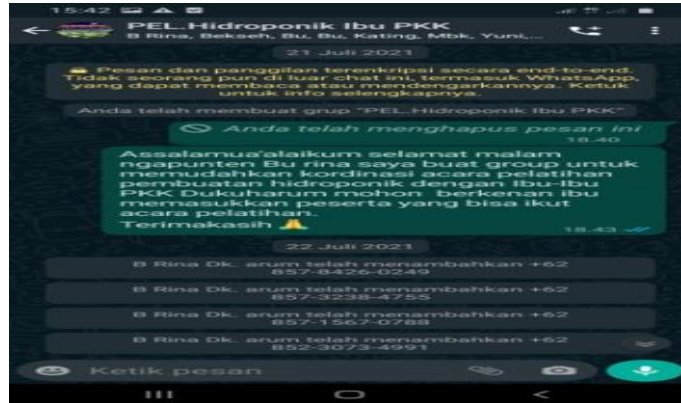 15:42
PEL.Hidroponik Ibu PKK
B Rina, Bekseh, Bu, Bu, Kating, Mbk, Yuni,...
21 Juli 2021
Pesan dan panggilan terenkripsi secara end-to-end.
Tidak seorang pun di luar chat ini, termasuk WhatsApp,
yang dapat membaca atau mendengarkannya. Ketuk
untuk info selengkapnya.
Anda telah membuat grup "PEL.Hidroponik Ibu PKK"
Anda telah menghapus pesan ini
18.40
Assalamua'alaikum selamat malam
ngapunten Bu rina saya buat group untuk
memudahkan kordinasi acara pelatihan
pembuatan hidroponik dengan Ibu-Ibu
PKK Dukuharum mohon berkenan ibu
memasukkan peserta yang bisa ikut
acara pelatihan.
Terimakasih 🙏
18.43
22 Juli 2021
B Rina Dk. arum telah menambahkan +62
857-8426-0249
B Rina Dk. arum telah menambahkan +62
857-3238-4755
B Rina Dk. arum telah menambahkan +62
857-1567-0788
B Rina Dk. arum telah menambahkan +62
852-3073-4991
Ketik pesan